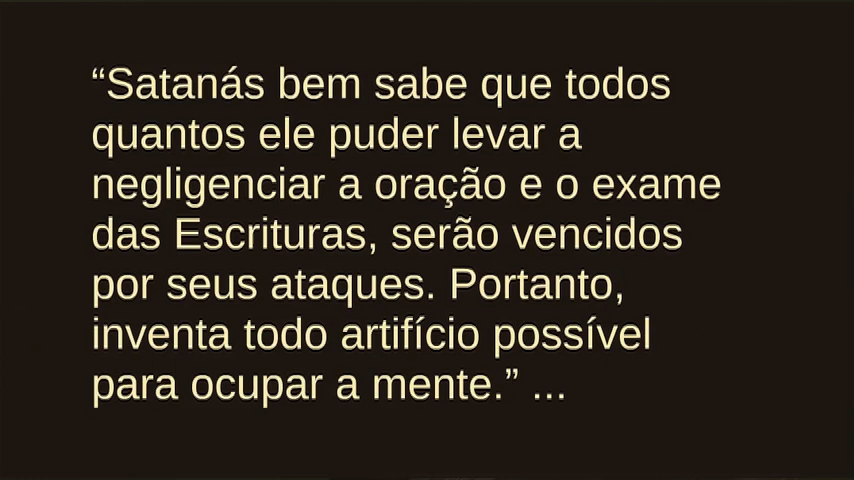 “Satanás bem sabe que todos
quantos ele puder levar a
negligenciar a oração e o exame
das Escrituras, serão vencidos
por seus ataques. Portanto,
inventa todo artifício possível
para ocupar a mente.” ...